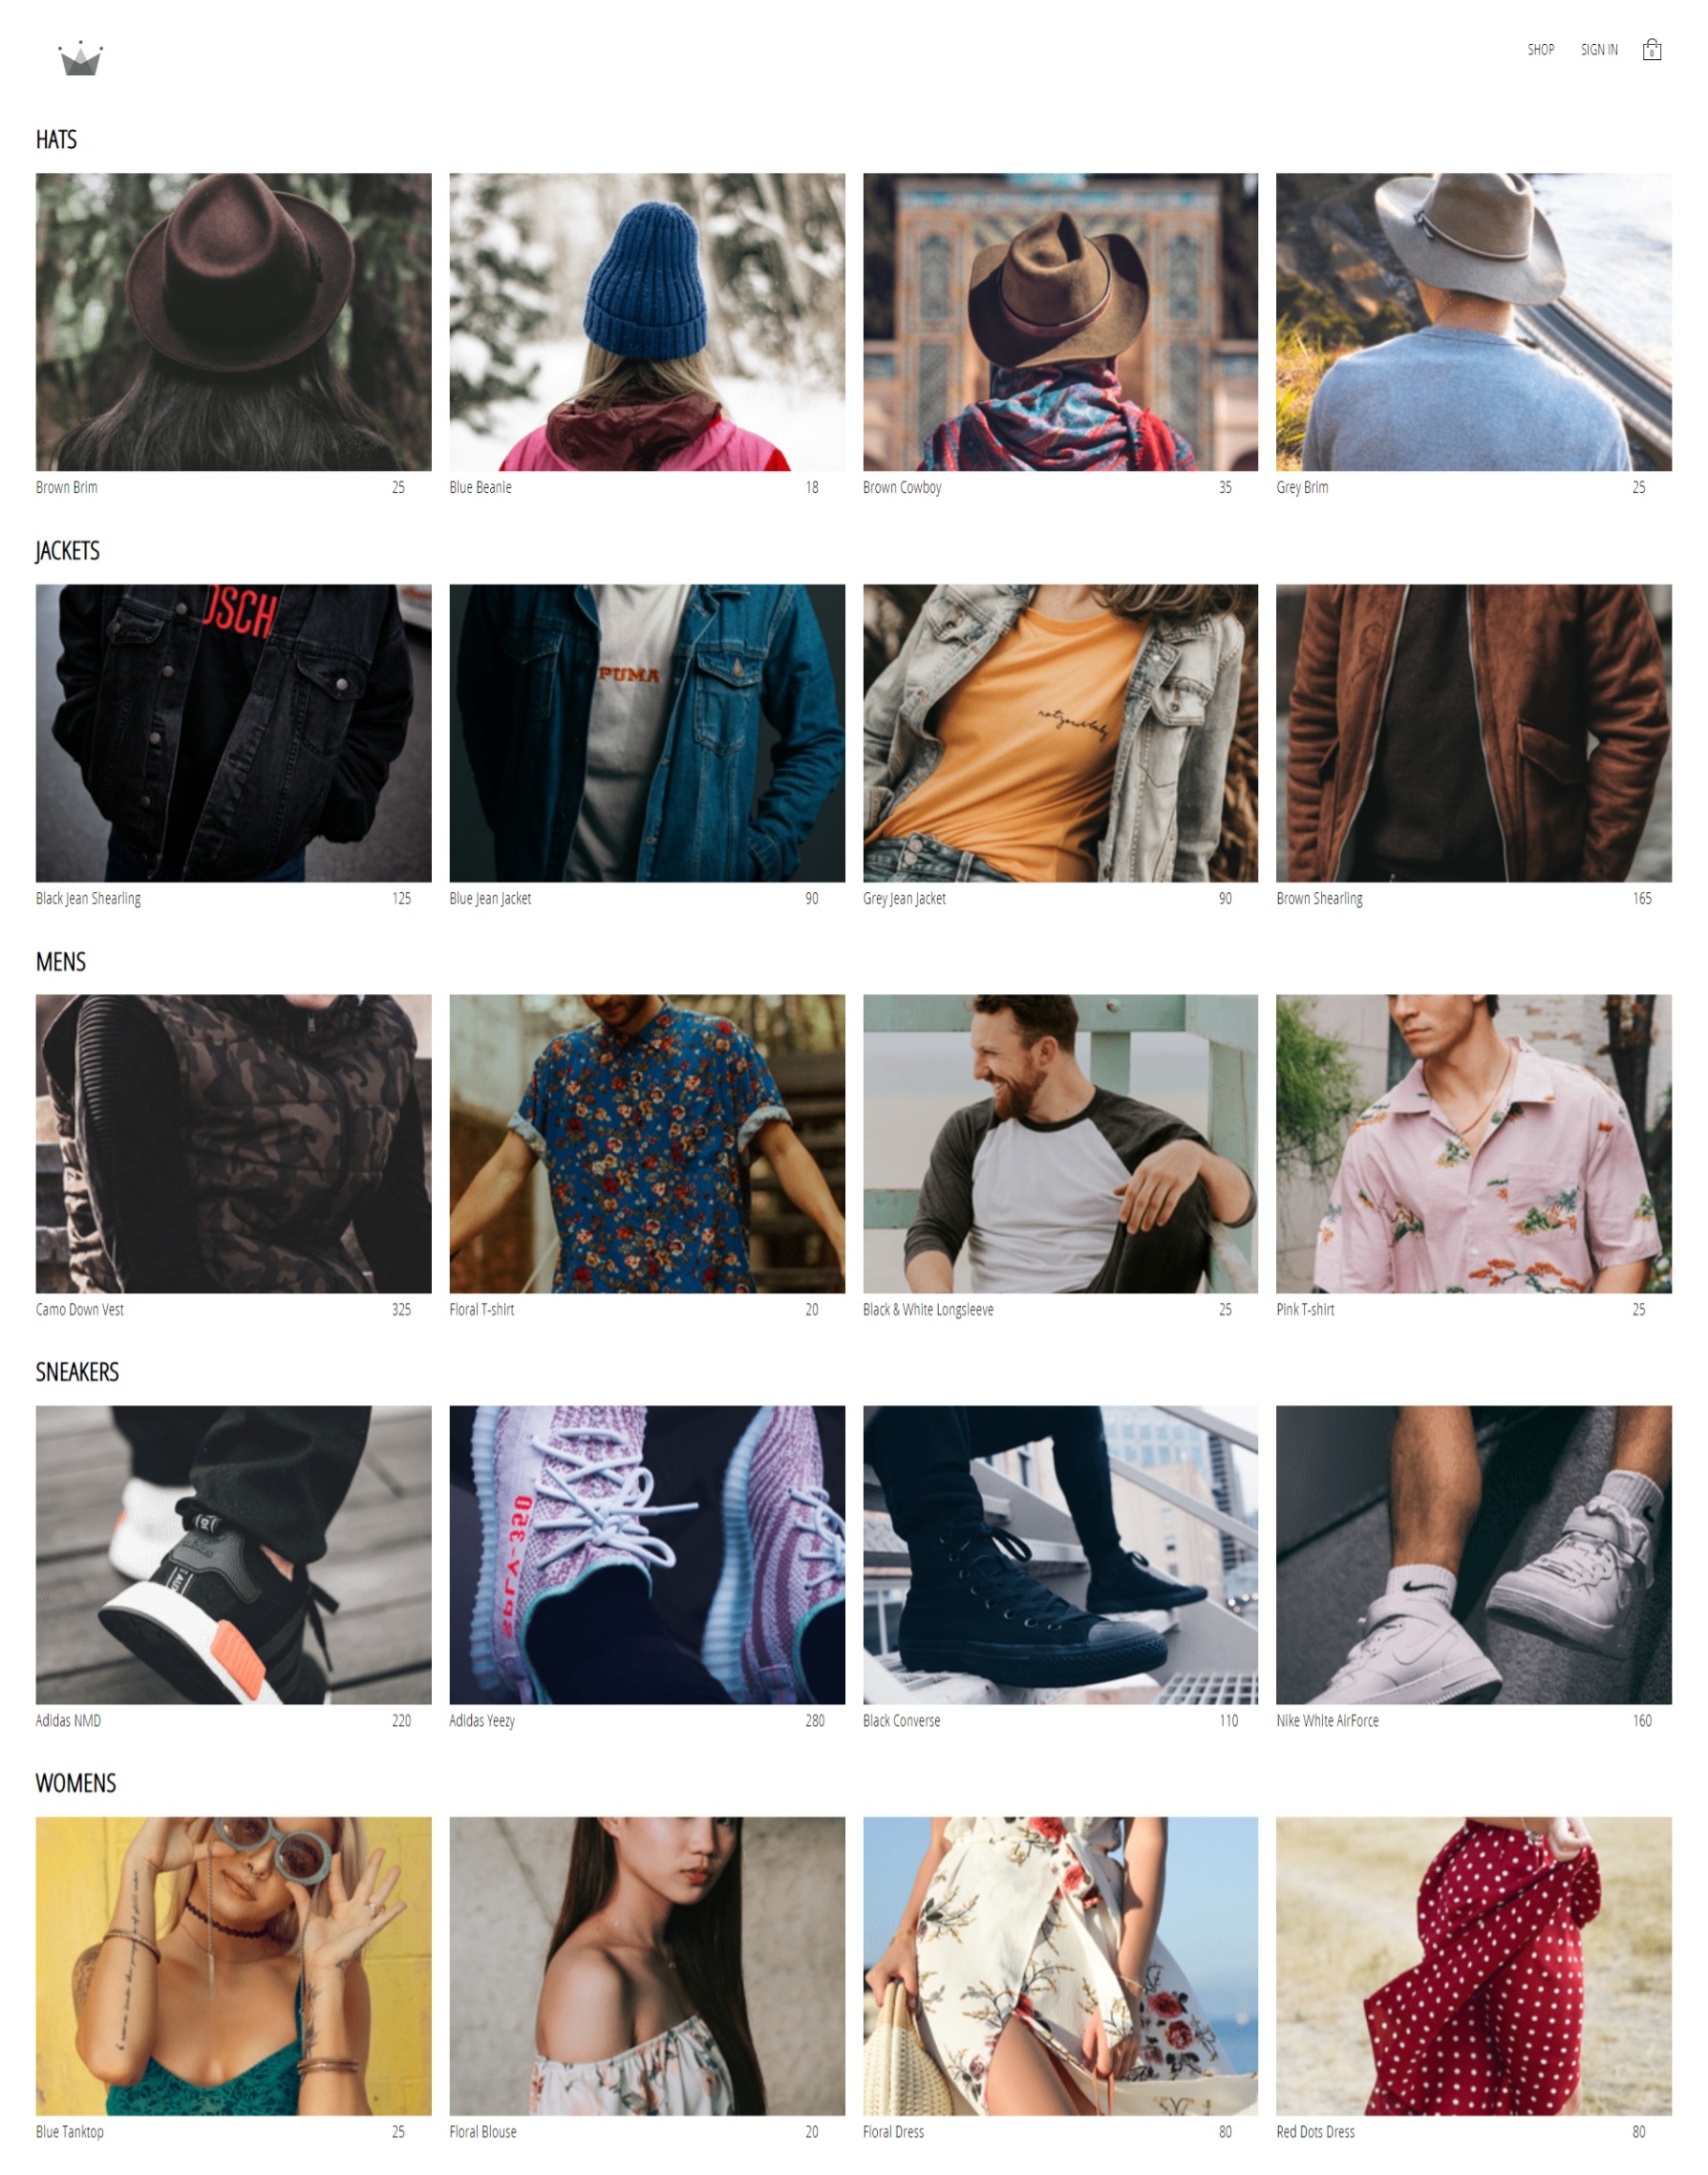 SHOP SIGN IN 0
HATS
Brown Brim 25 Blue Beanie 18 Brown Cowboy 35 Grey Brim 25
JACKETS
OSCH
PUMA
Black Jean Shearling 125 Blue Jean Jacket 90 Grey Jean Jacket 90 Brown Shearling 165
MENS
Camo Down Vest 325 Floral T-shirt 20 Black & White Longsleeve 25 Pink T-shirt 25
SNEAKERS
Adidas NMD 220 Adidas Yeezy 280 Black Converse 110 Nike White AirForce 160
WOMENS
Blue Tanktop 25 Floral Blouse 20 Floral Dress 80 Red Dots Dress 80